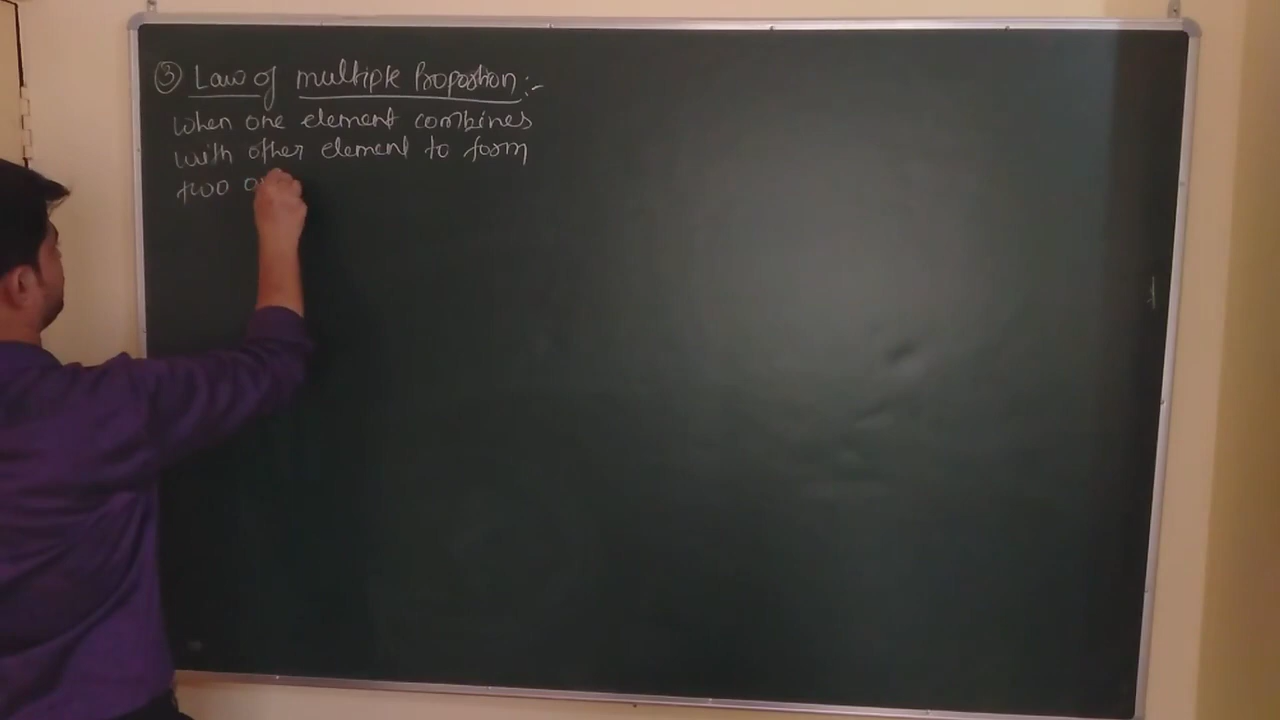 ③ Law of multiple Proportion :-
when one element combines
with other element to form
two